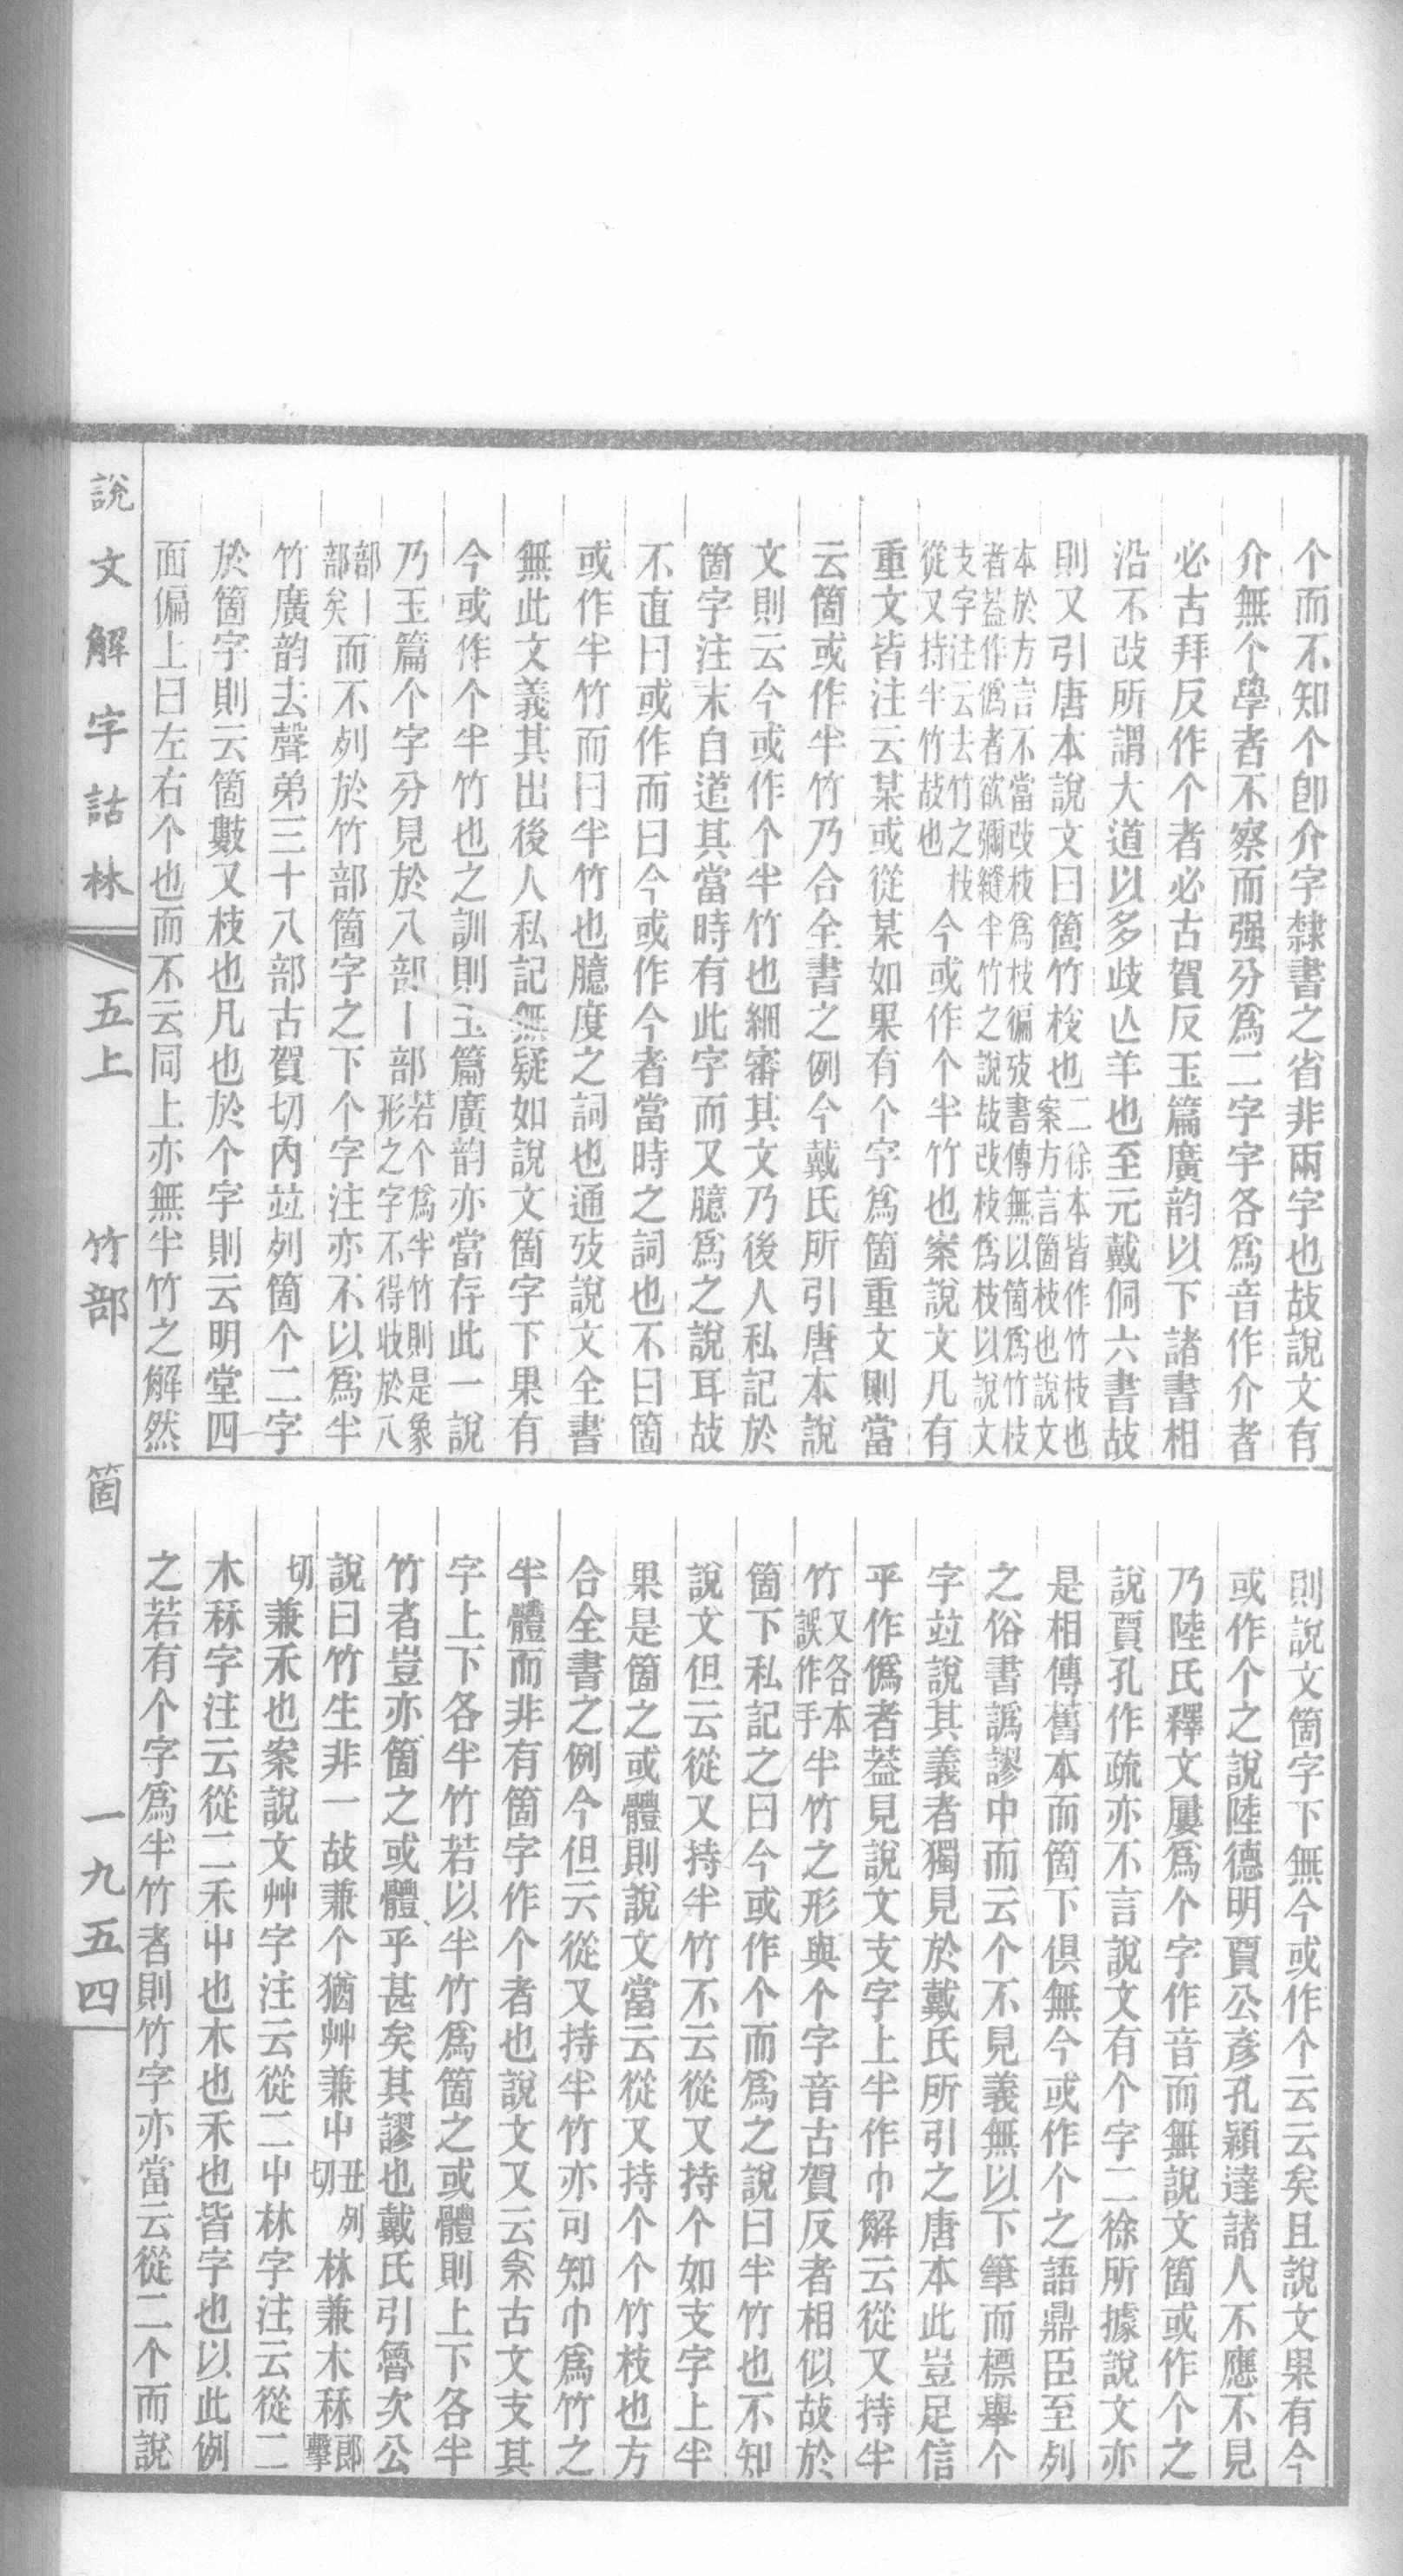 个而不知个卽介字隸書之省非兩字也故說文有
介無个學者不察而强分爲二字字各爲音作介者
必古拜反作个者必古賀反玉篇廣韵以下諸書相
沿不改所謂大道以多歧亾羊也至元戴侗六書故
則又引唐本說文曰箇竹枝也二徐本皆作竹枝也案方言箇枝也說文
本於方言不當改枝爲枝徧攷書傳無以箇爲竹枝者葢作僞者欲彌縫半竹之說故改枝爲枝以說文
支字注云去竹之枝從又持半竹故也今或作个半竹也案說文凡有
重文皆注云某或從某如果有个字爲箇重文則當
云箇或作半竹乃合全書之例今戴氏所引唐本說
文則云今或作个半竹也細審其文乃後人私記於
箇字注末自道其當時有此字而又臆爲之說耳故
不直曰或作而曰今或作今者當時之詞也不曰箇
或作半竹而曰半竹也臆度之詞也通攷說文全書
無此文義其出後人私記無疑如說文箇字下果有
今或作个半竹也之訓則玉篇廣韵亦當存此一說
乃玉篇个字分見於八部丨部若个爲半竹則是象形之字不得收於八
部丨部矣而不列於竹部箇字之下个字注亦不以爲半
竹廣韵去聲弟三十八部古賀切內竝列箇个二字
於箇字則云箇數又枝也凡也於个字則云明堂四
面偏上曰左右个也而不云同上亦無半竹之解然
則說文箇字下無今或作个云云矣且說文果有今
或作个之說陸德明賈公彥孔穎達諸人不應不見
乃陸氏釋文屢爲个字作音而無說文箇或作个之
說賈孔作疏亦不言說文有个字二徐所據說文亦
是相傳舊本而箇下俱無今或作个之語鼎臣至列
之俗書譌謬中而云个不見義無以下筆而標舉个
字竝說其義者獨見於戴氏所引之唐本此豈足信
乎作僞者葢見說文支字上半作巾解云從又持半
竹又各本誤作手半竹之形與个字音古賀反者相似故於
箇下私記之曰今或作个而爲之說曰半竹也不知
說文但云從又持半竹不云從又持个如支字上半
果是箇之或體則說文當云從又持个个竹枝也方
合全書之例今但云從又持半竹亦可知巾爲竹之
半體而非有箇字作个者也說文又云𠦙古文支其
字上下各半竹若以半竹爲箇之或體則上下各半
竹者豈亦箇之或體乎甚矣其謬也戴氏引魯次公
說曰竹生非一故兼个猶艸兼屮丑列切林兼木秝郎擊
切兼禾也案說文艸字注云從二屮林字注云從二
木秝字注云從二禾屮也木也禾也皆字也以此例
之若有个字爲半竹者則竹字亦當云從二个而說
說文解字詁林 五上 竹部 箇 一九五四